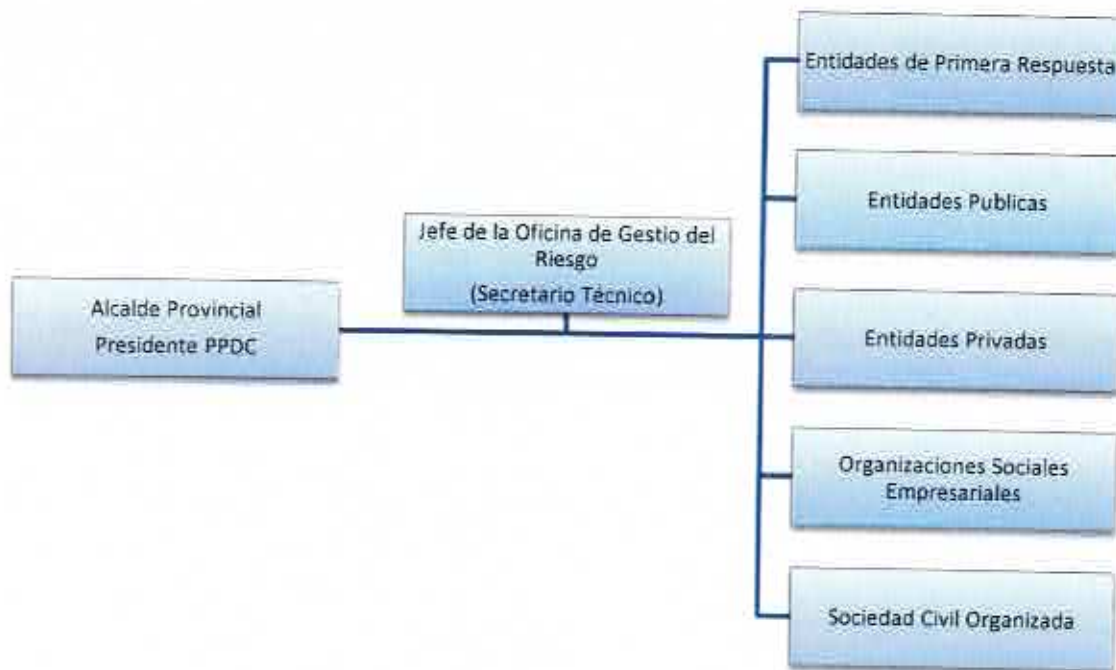 Entidades de Primera Respuesta
Entidades Publicas
Jefe de la Oficina de Gestio del
Riesgo
(Secretario Técnico)
Alcalde Provincial
Presidente PPDC
Entidades Privadas
Organizaciones Sociales
Empresariales
Sociedad Civil Organizada